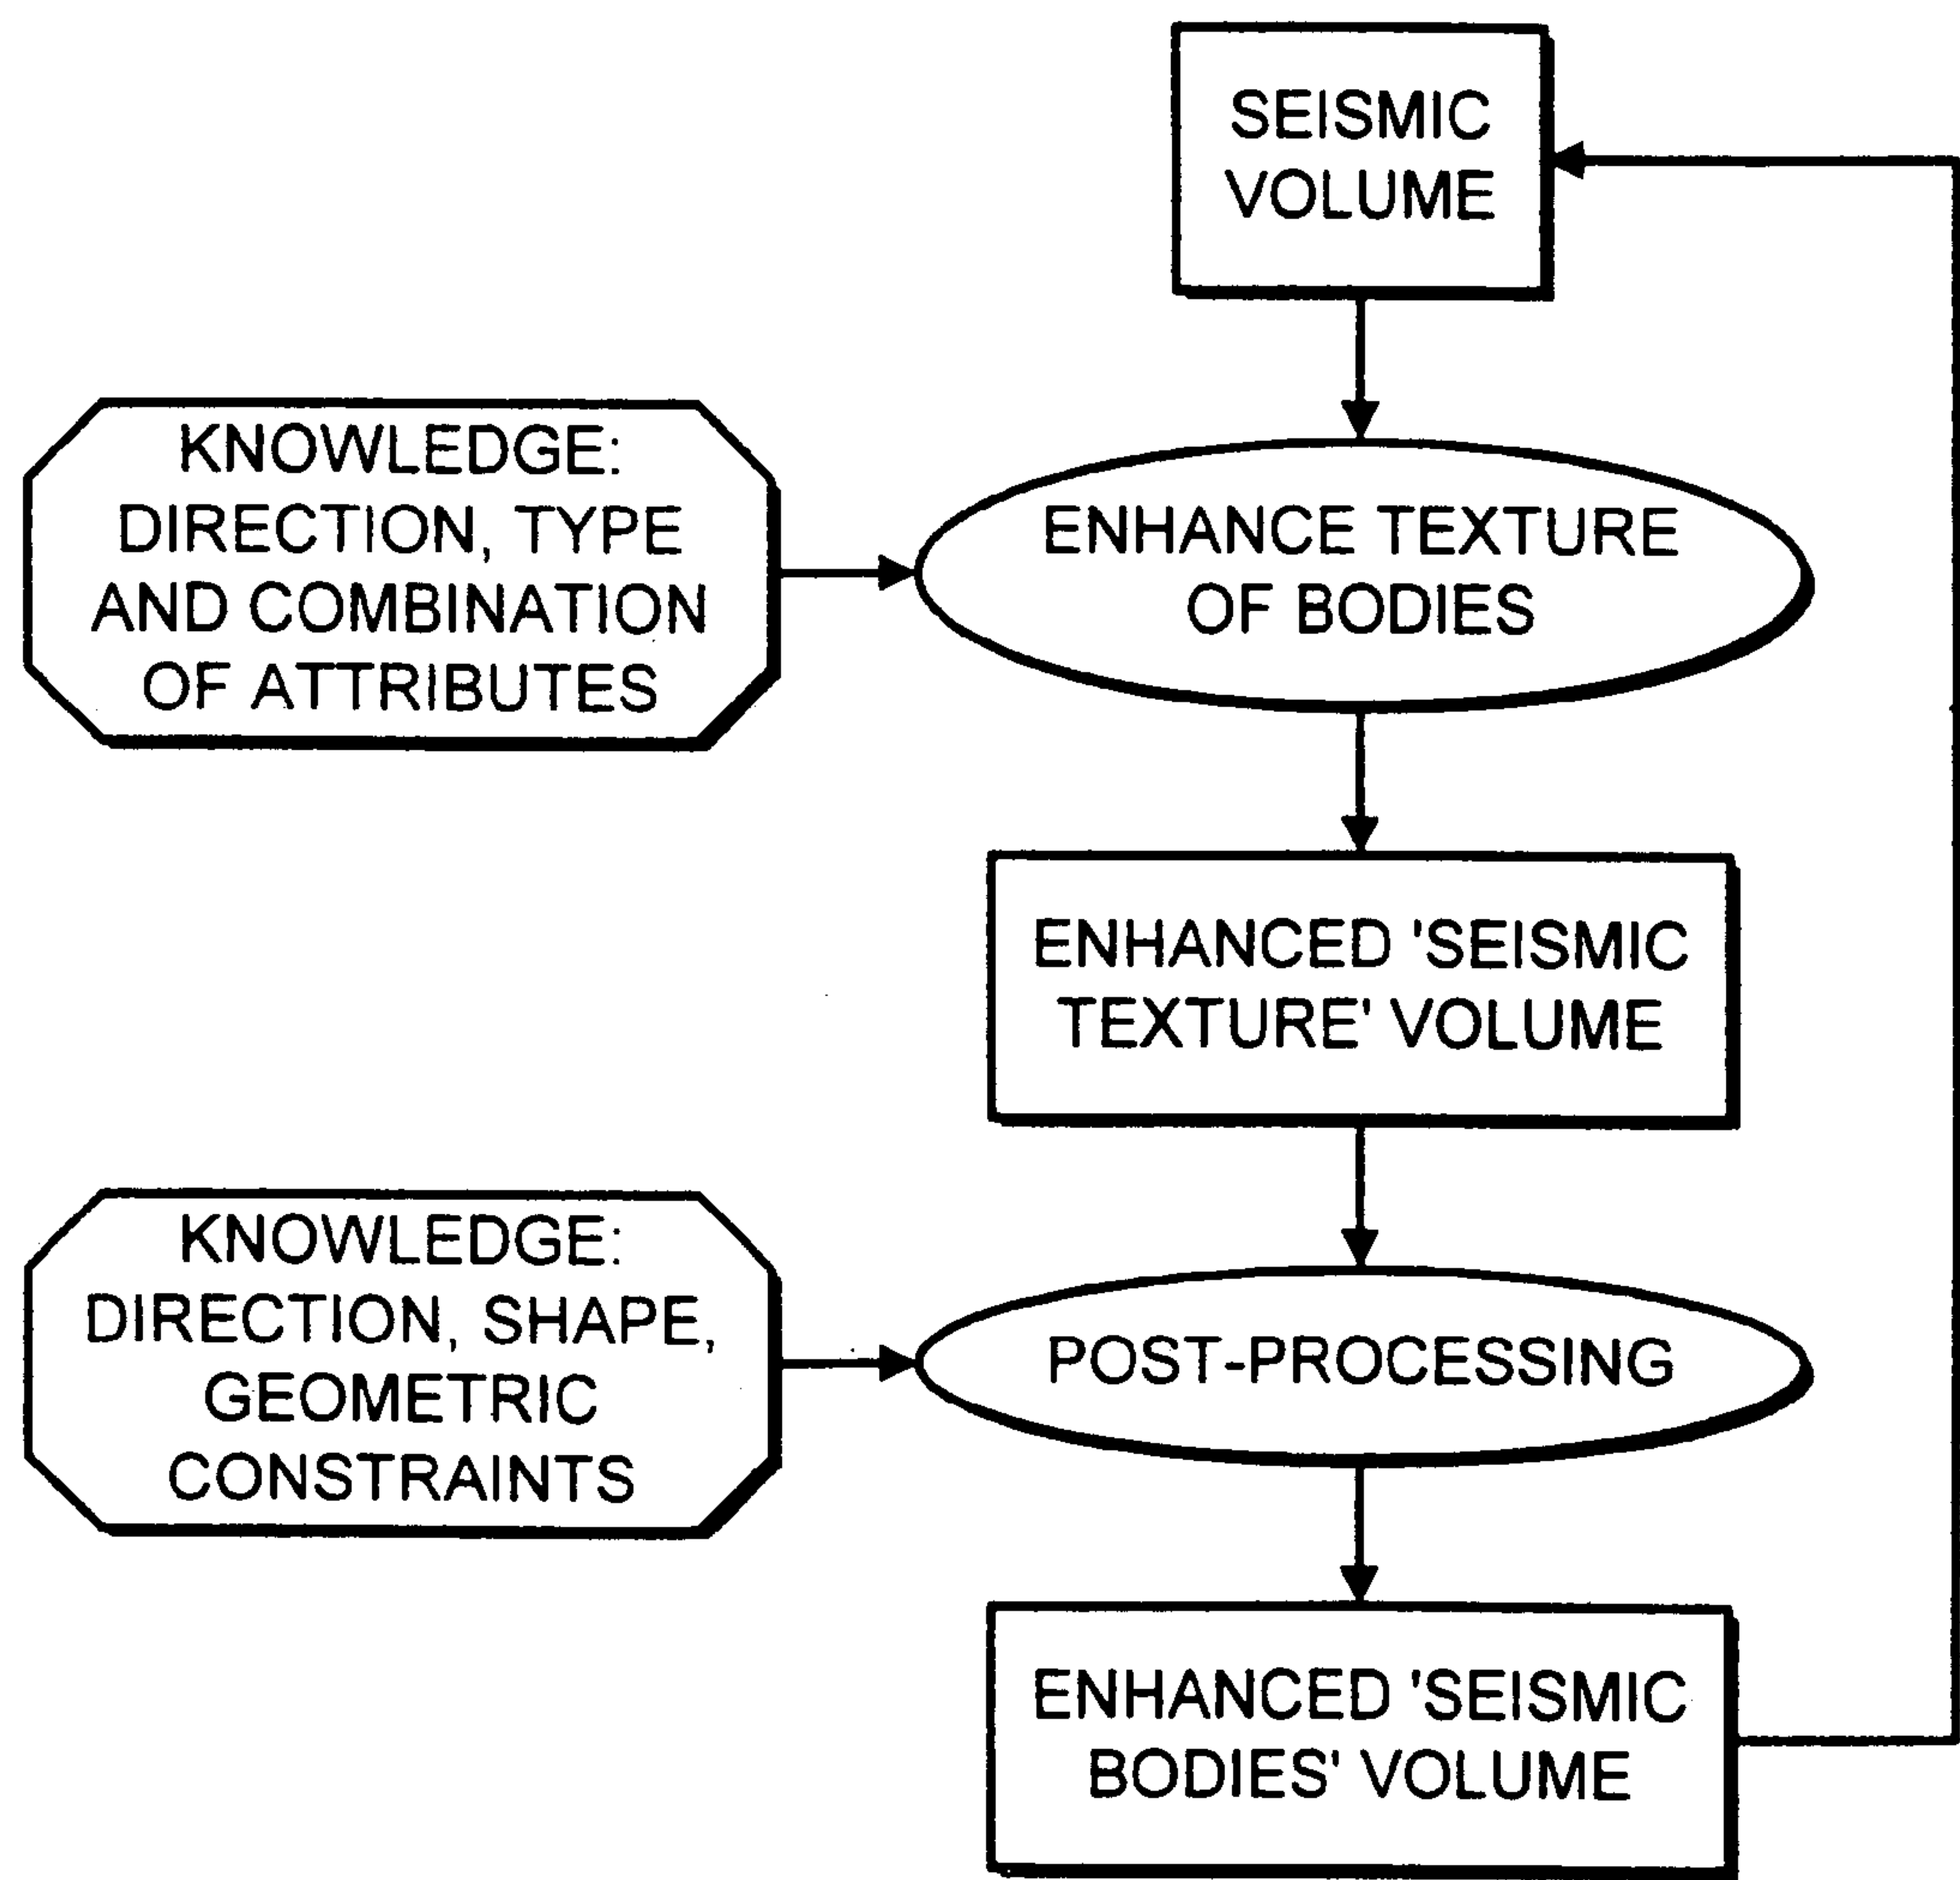 SEISMIC
VOLUME
KNOWLEDGE:
DIRECTION, TYPE
AND COMBINATION
OF ATTRIBUTES
ENHANCE TEXTURE
OF BODIES
ENHANCED 'SEISMIC
TEXTURE' VOLUME
KNOWLEDGE:
DIRECTION, SHAPE,
GEOMETRIC
CONSTRAINTS
POST-PROCESSING
ENHANCED 'SEISMIC
BODIES' VOLUME